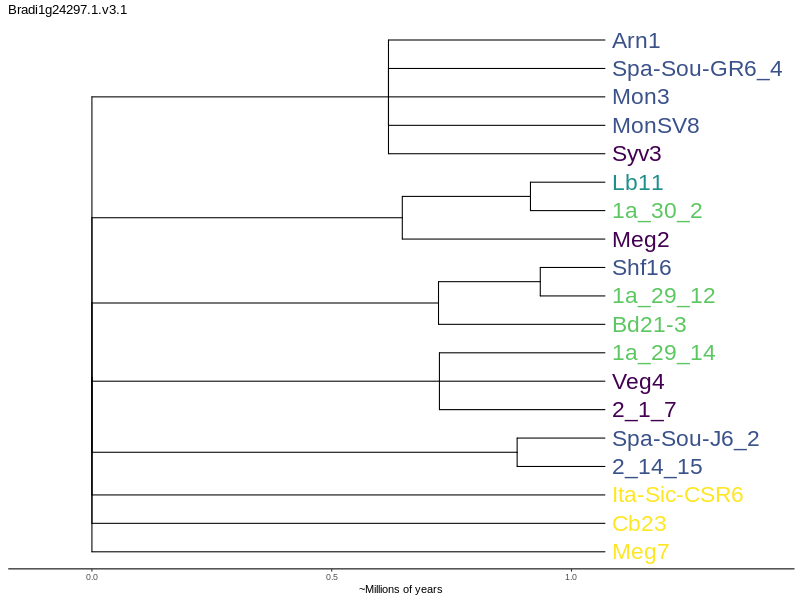 Bradi1g24297.1.v3.1
Arn1
Spa-Sou-GR6_4
Mon3
MonSV8
Syv3
Lb11
1a_30_2
Meg2
Shf16
1a_29_12
Bd21-3
1a_29_14
Veg4
2_1_7
Spa-Sou-J6_2
2_14_15
Ita-Sic-CSR6
Cb23
Meg7
0.0 0.5 1.0
~Millions of years